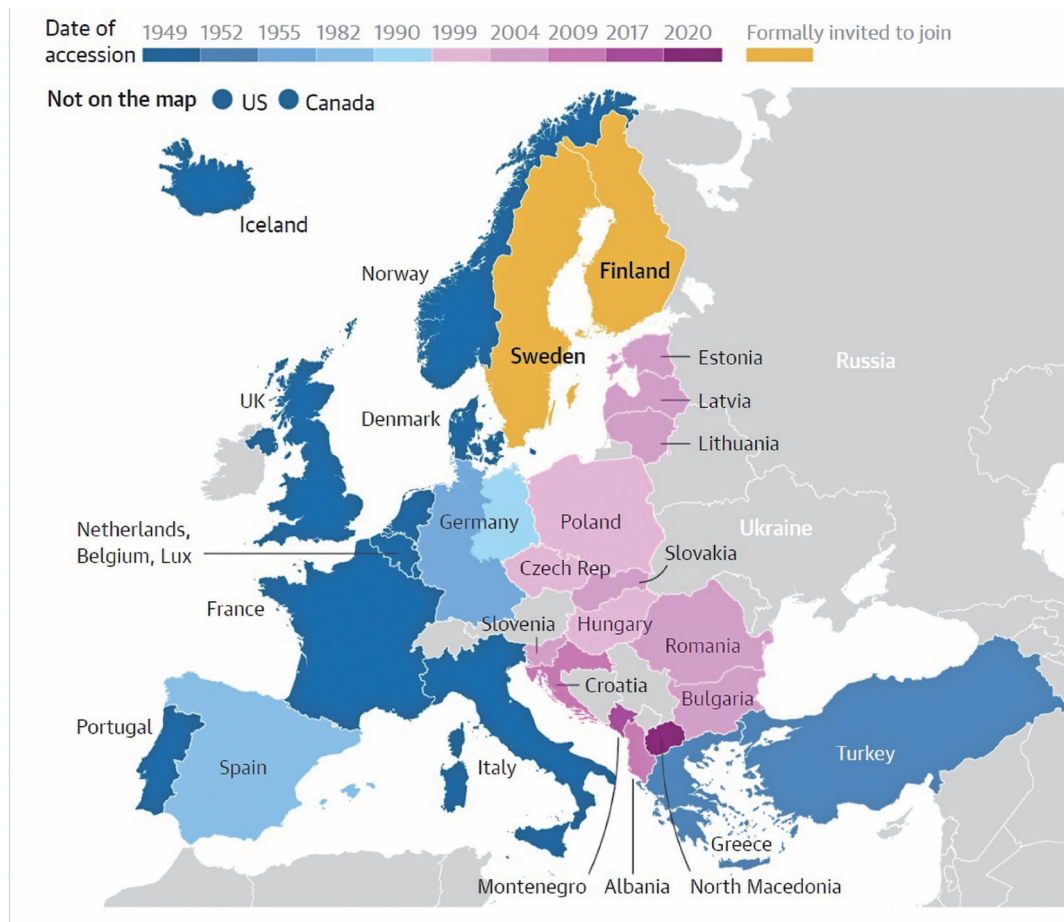 Date of accession
1949 1952 1955 1982 1990 1999 2004 2009 2017 2020
Formally invited to join
Not on the map US Canada
Iceland
Norway
Finland
Sweden
Estonia
Russia
Latvia
UK
Denmark
Lithuania
Netherlands,
Belgium, Lux
Germany
Poland
Ukraine
Slovakia
Czech Rep
France
Slovenia
Hungary
Romania
Croatia
Bulgaria
Portugal
Spain
Italy
Turkey
Greece
Montenegro
Albania
North Macedonia